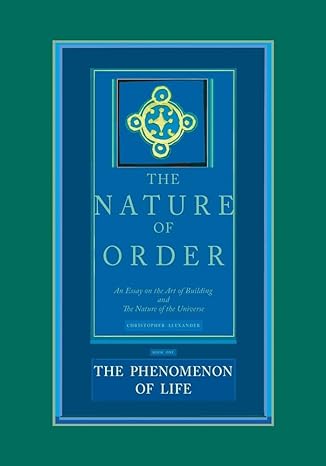 THE
NATURE
OF
ORDER
An Essay on the Art of Building
and
The Nature of the Universe
CHRISTOPHER ALEXANDER
BOOK ONE
THE PHENOMENON
OF LIFE